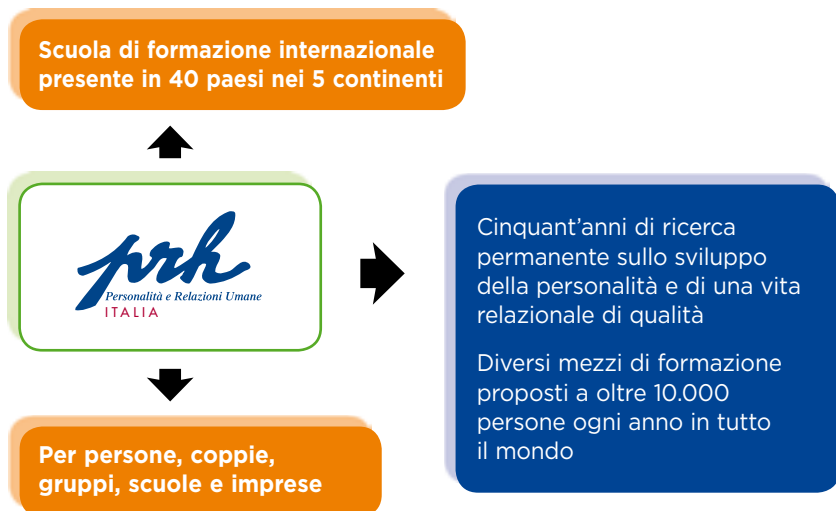 Scuola di formazione internazionale
presente in 40 paesi nei 5 continenti
prh
Personalità e Relazioni Umane
ITALIA
Cinquant’anni di ricerca
permanente sullo sviluppo
della personalità e di una vita
relazionale di qualità
Diversi mezzi di formazione
proposti a oltre 10.000
persone ogni anno in tutto
il mondo
Per persone, coppie,
gruppi, scuole e imprese